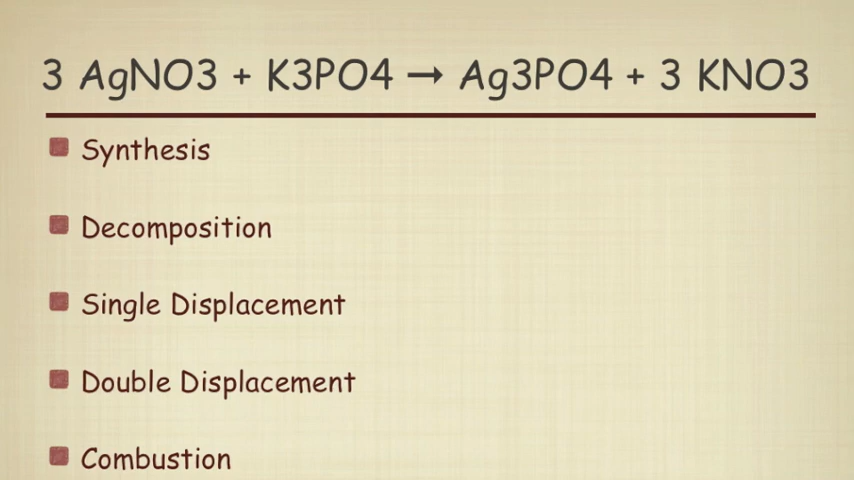 3 AgNO3 + K3PO4 → Ag3PO4 + 3 KNO3
Synthesis
Decomposition
Single Displacement
Double Displacement
Combustion